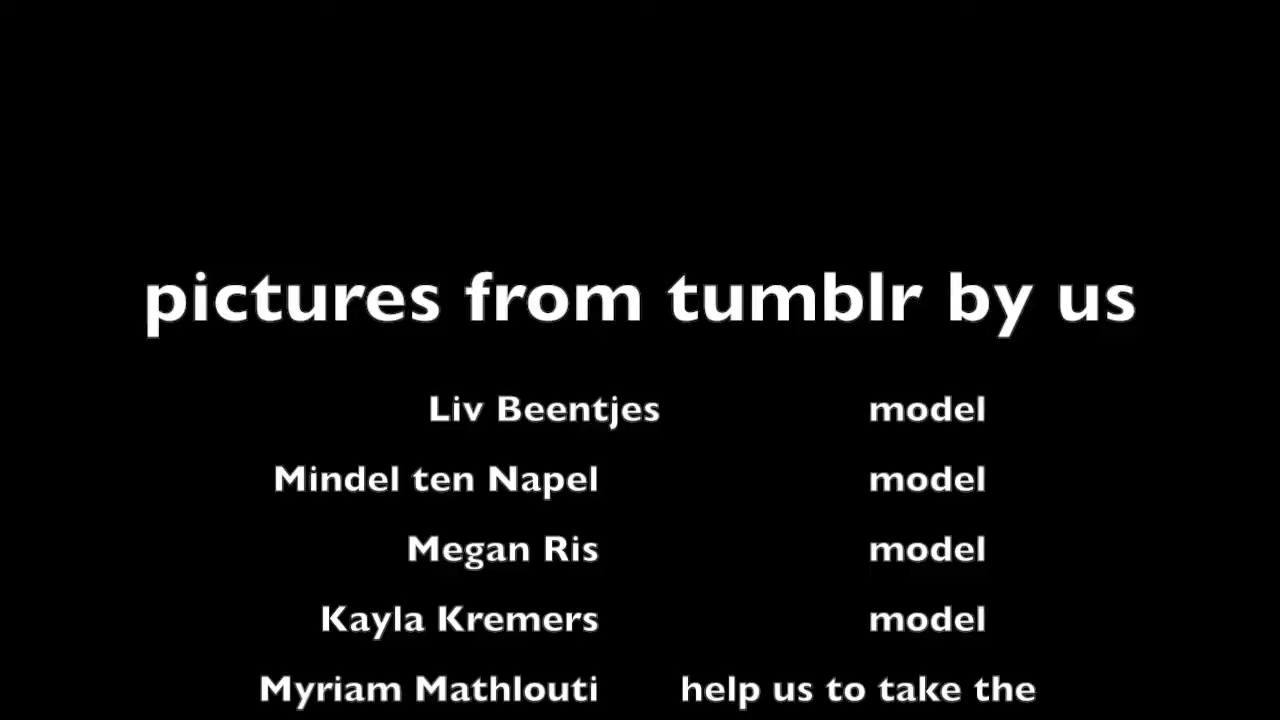 pictures from tumblr by us
Liv Beentjes model
Mindel ten Napel model
Megan Ris model
Kayla Kremers model
Myriam Mathlouti help us to take the